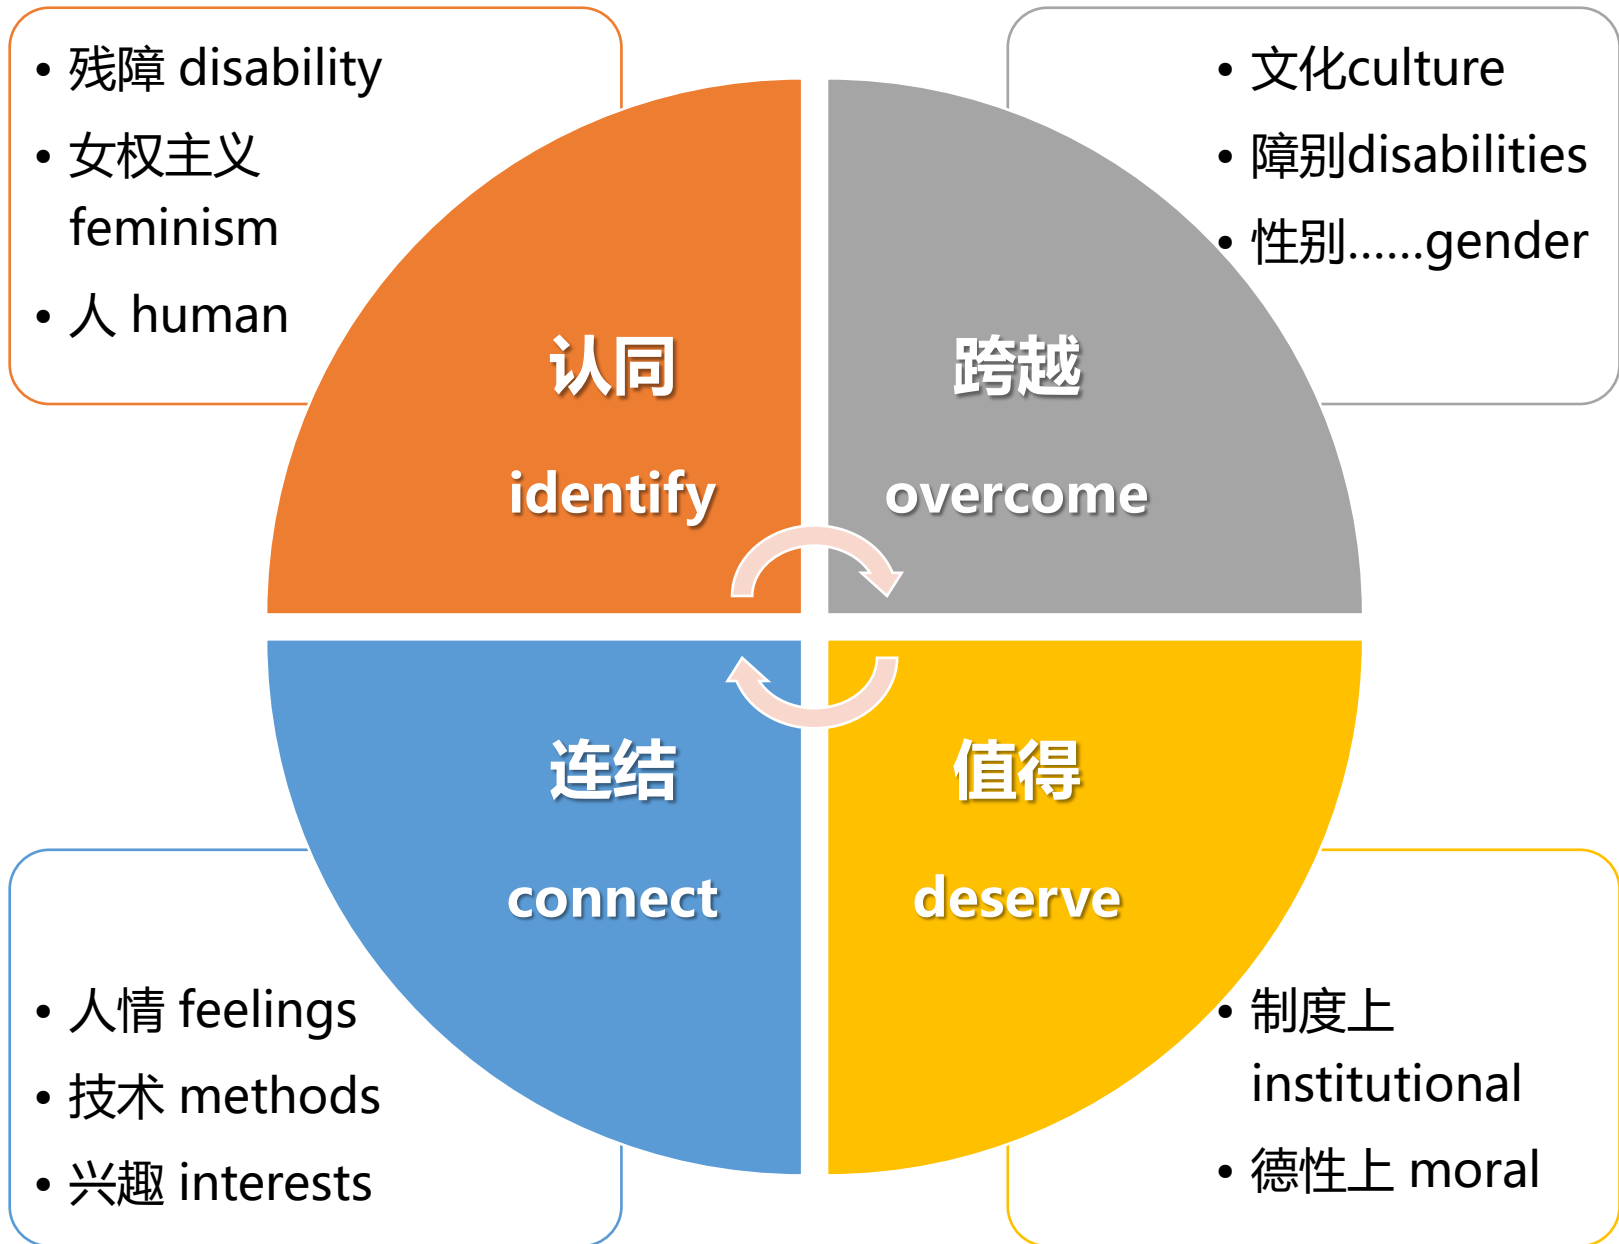 • 残障 disability
• 女权主义
feminism
• 人 human
• 文化culture
• 障别disabilities
• 性别......gender
认同
identify
跨越
overcome
连结
connect
值得
deserve
• 人情 feelings
• 技术 methods
• 兴趣 interests
• 制度上
institutional
• 德性上 moral